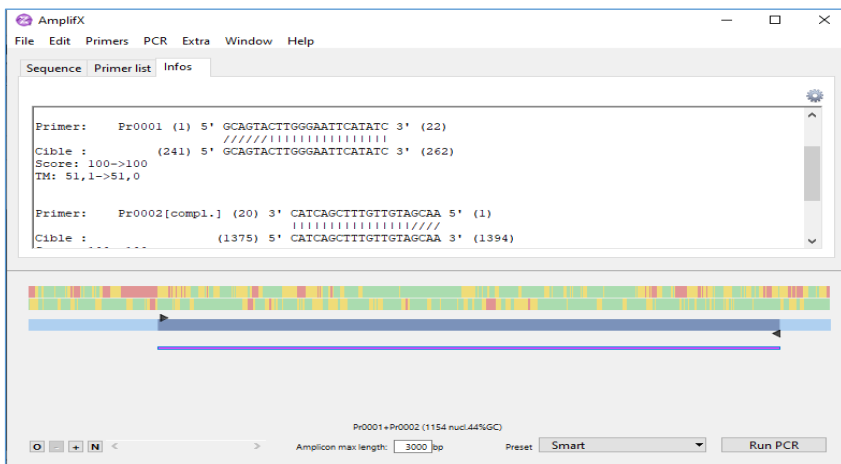 AmplifX
File Edit Primers PCR Extra Window Help
Sequence Primer list Infos
Primer: Pr0001 (1) 5' GCAGTACTTGGGAATTCATATC 3' (22)
//////||||||||||||||||
Cible : (241) 5' GCAGTACTTGGGAATTCATATC 3' (262)
Score: 100->100
TM: 51,1->51,0
Primer: Pr0002[compl.] (20) 3' CATCAGCTTTGTTGTAGCAA 5' (1)
||||||||||||||||////
Cible : (1375) 5' CATCAGCTTTGTTGTAGCAA 3' (1394)
Pr0001+Pr0002 (1154 nucl.44%GC)
O - + N < > Amplicon max length: 3000 bp Preset Smart Run PCR